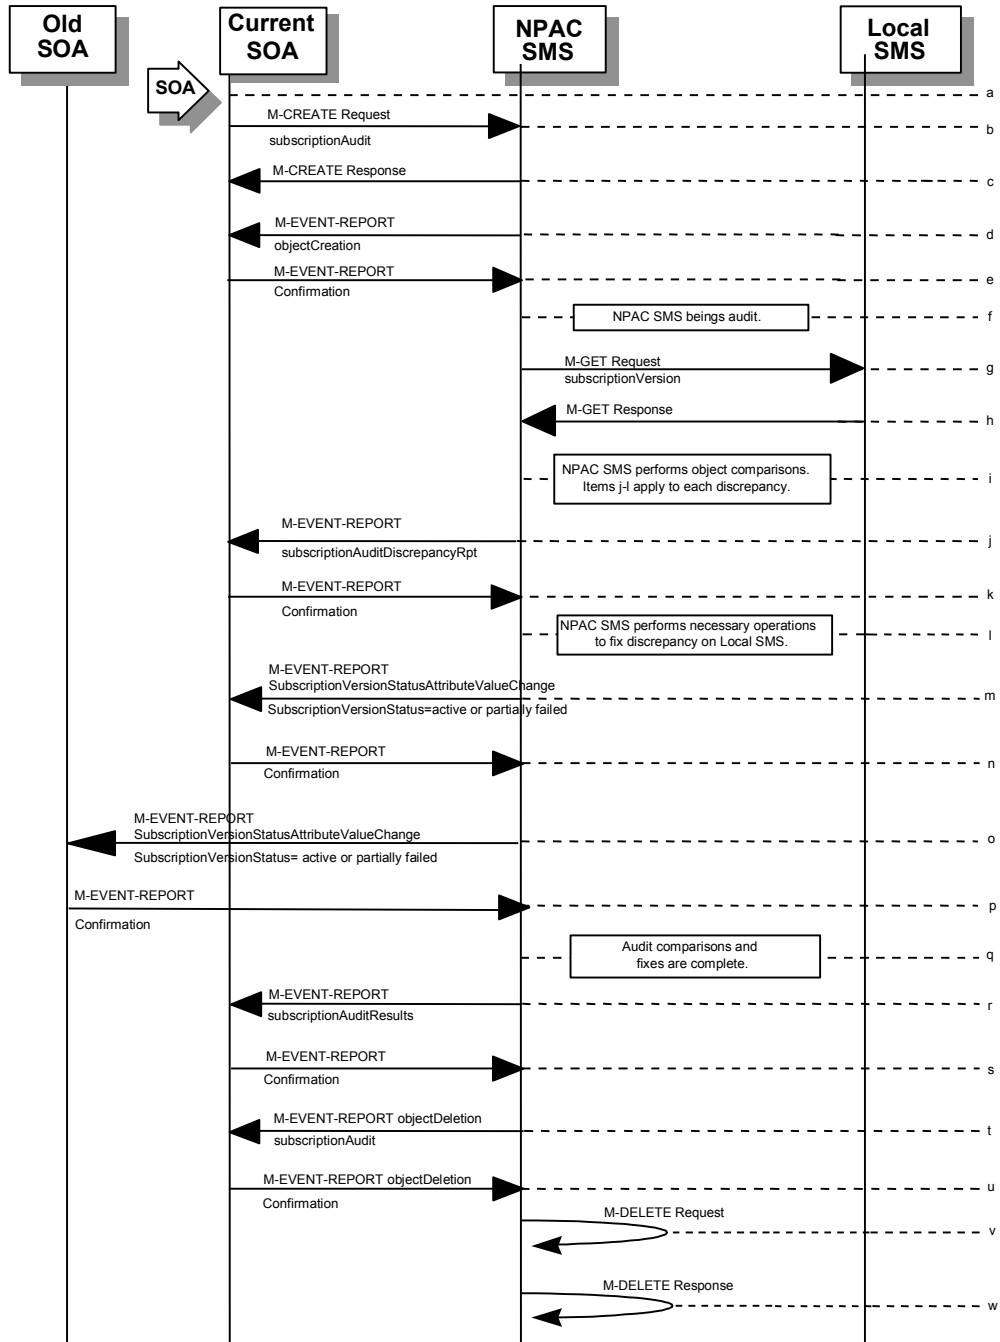 Old
SOA
Current
SOA
NPAC
SMS
Local
SMS
SOA
a
M-CREATE Request
subscriptionAudit
b
M-CREATE Response
c
M-EVENT-REPORT
objectCreation
d
M-EVENT-REPORT
Confirmation
e
NPAC SMS beings audit.
f
M-GET Request
subscriptionVersion
g
M-GET Response
h
NPAC SMS performs object comparisons.
Items j-l apply to each discrepancy.
i
M-EVENT-REPORT
subscriptionAuditDiscrepancyRpt
j
M-EVENT-REPORT
Confirmation
k
NPAC SMS performs necessary operations
to fix discrepancy on Local SMS.
l
M-EVENT-REPORT
SubscriptionVersionStatusAttributeValueChange
SubscriptionVersionStatus=active or partially failed
m
M-EVENT-REPORT
Confirmation
n
M-EVENT-REPORT
SubscriptionVersionStatusAttributeValueChange
SubscriptionVersionStatus= active or partially failed
o
M-EVENT-REPORT
Confirmation
p
Audit comparisons and
fixes are complete.
q
M-EVENT-REPORT
subscriptionAuditResults
r
M-EVENT-REPORT
Confirmation
s
M-EVENT-REPORT objectDeletion
subscriptionAudit
t
M-EVENT-REPORT objectDeletion
Confirmation
u
M-DELETE Request
v
M-DELETE Response
w